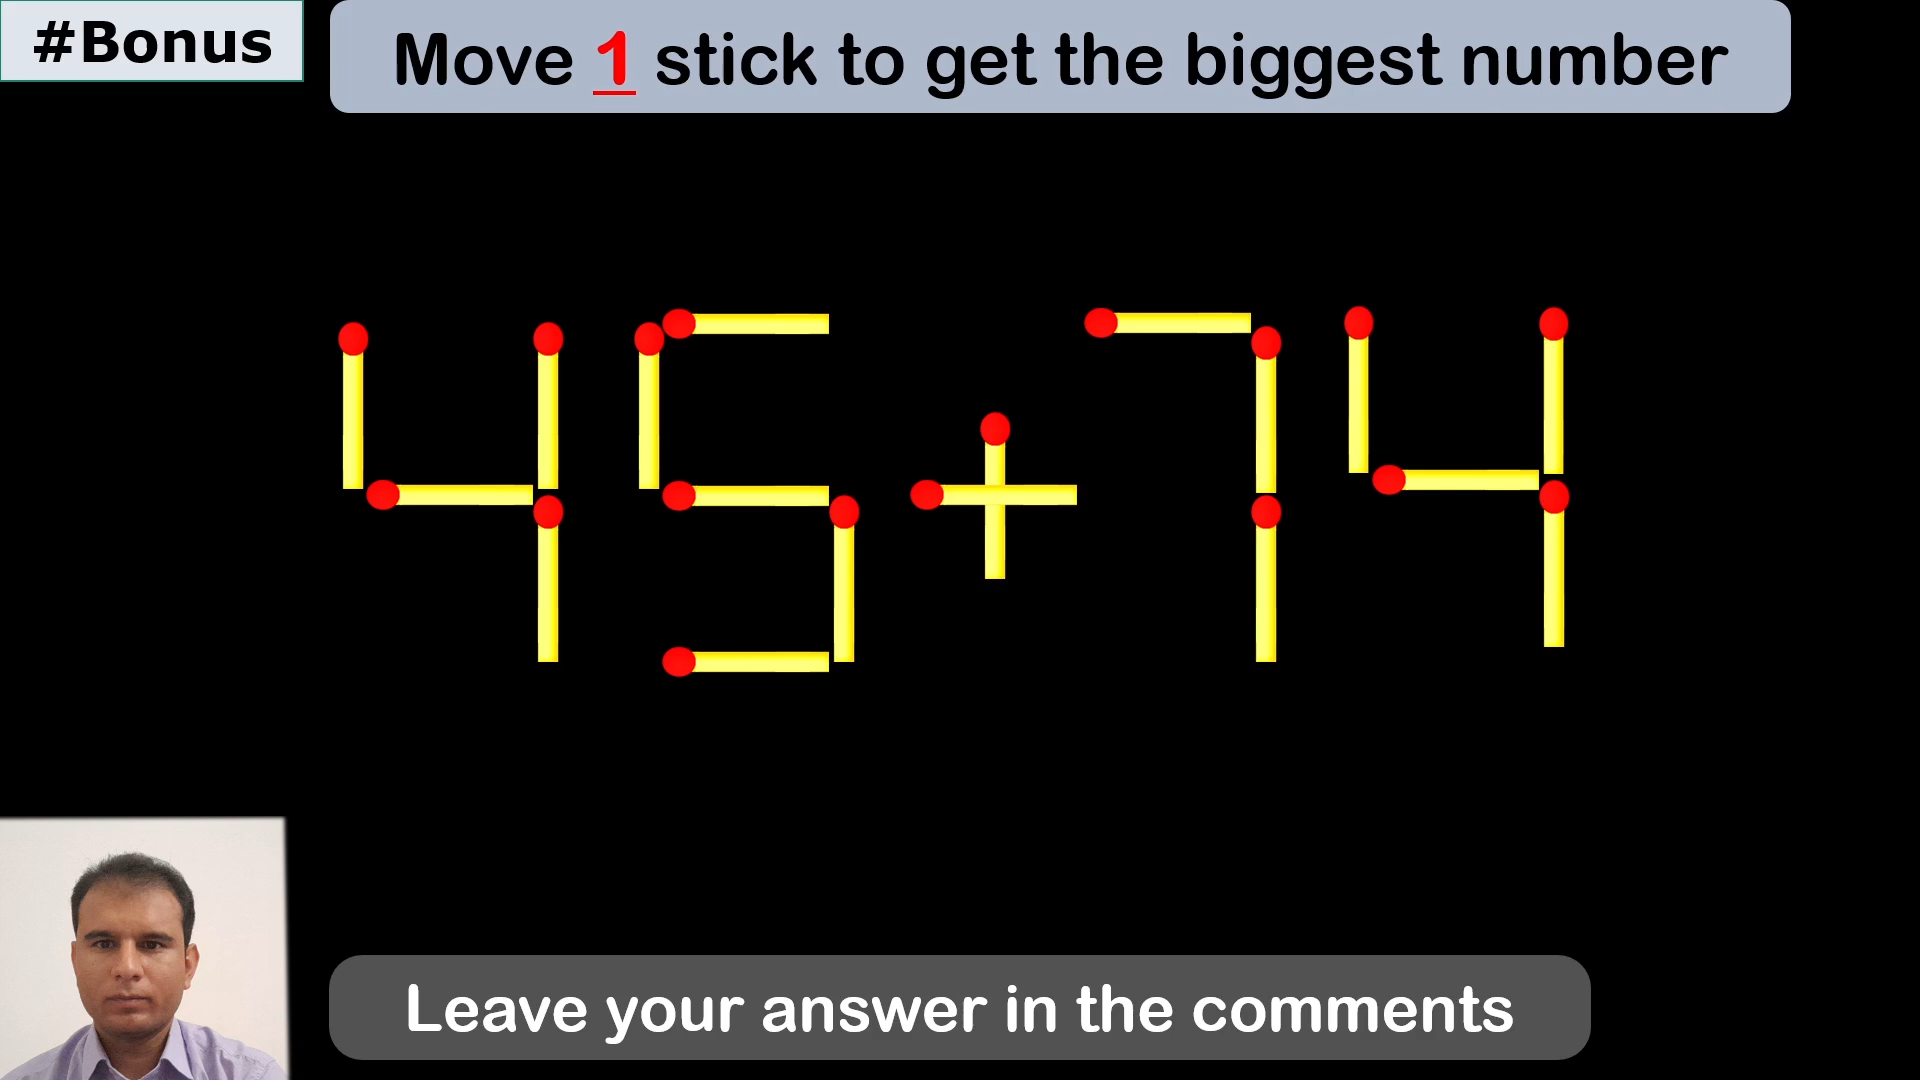 #Bonus
Move 1 stick to get the biggest number
45+74
Leave your answer in the comments